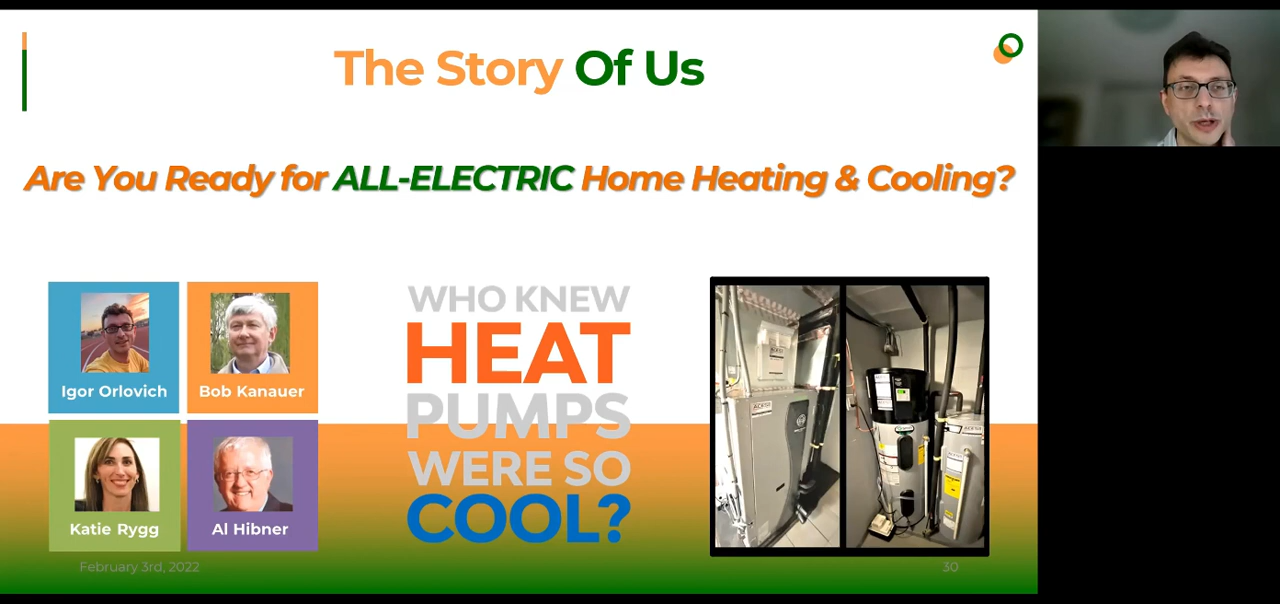 The Story Of Us
Are You Ready for ALL-ELECTRIC Home Heating & Cooling?
Igor Orlovich
Bob Kanauer
Katie Rygg
Al Hibner
WHO KNEW
HEAT
PUMPS
WERE SO
COOL?
February 3rd, 2022
30